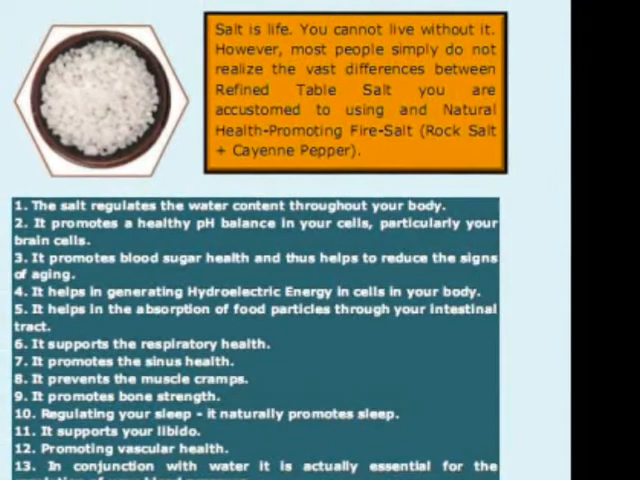 Salt is life. You cannot live without it.
However, most people simply do not
realize the vast differences between
Refined Table Salt you are
accustomed to using and Natural
Health-Promoting Fire-Salt (Rock Salt
+ Cayenne Pepper).
1. The salt regulates the water content throughout your body.
2. It promotes a healthy pH balance in your cells, particularly your
brain cells.
3. It promotes blood sugar health and thus helps to reduce the signs
of aging.
4. It helps in generating Hydroelectric Energy in cells in your body.
5. It helps in the absorption of food particles through your intestinal
tract.
6. It supports the respiratory health.
7. It promotes the sinus health.
8. It prevents the muscle cramps.
9. It promotes bone strength.
10. Regulating your sleep - it naturally promotes sleep.
11. It supports your libido.
12. Promoting vascular health.
13. In conjunction with water it is actually essential for the